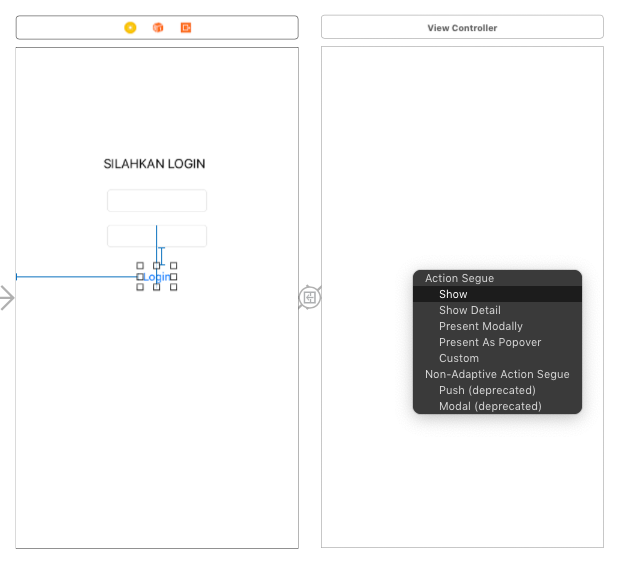 View Controller
SILAHKAN LOGIN
Login
Action Segue
Show
Show Detail
Present Modally
Present As Popover
Custom
Non-Adaptive Action Segue
Push (deprecated)
Modal (deprecated)